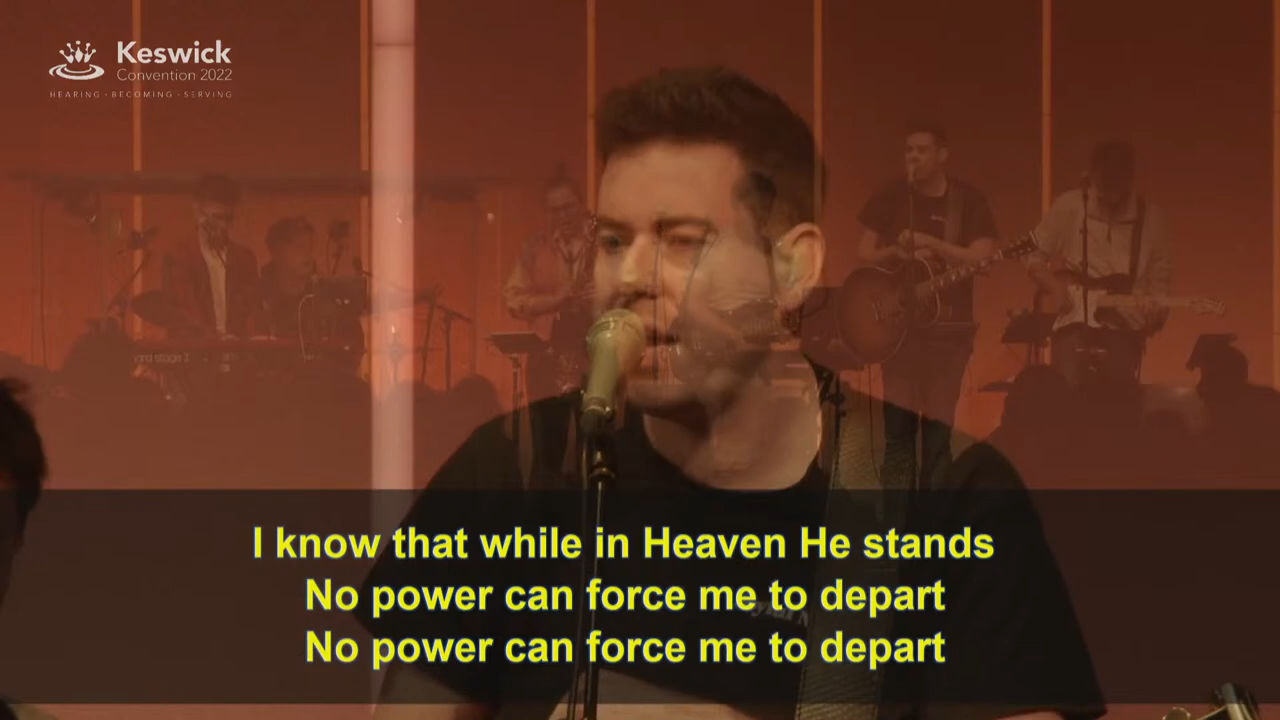 Keswick
Convention 2022
HEARING · BECOMING · SERVING
I know that while in Heaven He stands
No power can force me to depart
No power can force me to depart